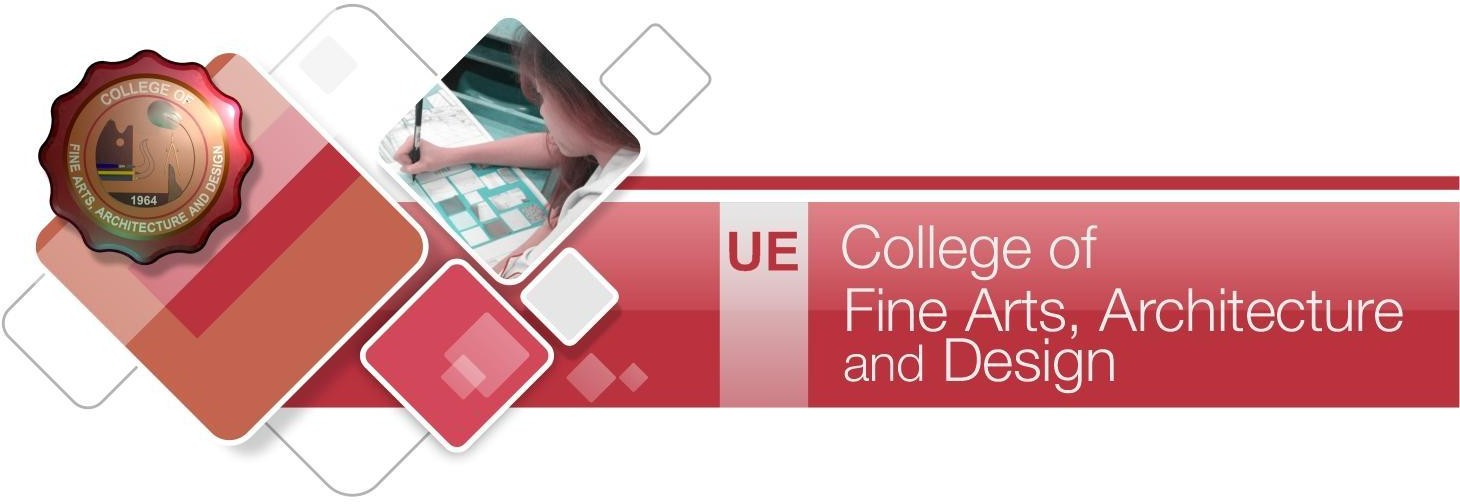 COLLEGE OF
FINE ARTS, ARCHITECTURE AND DESIGN
1964
UE
College of
Fine Arts, Architecture
and Design